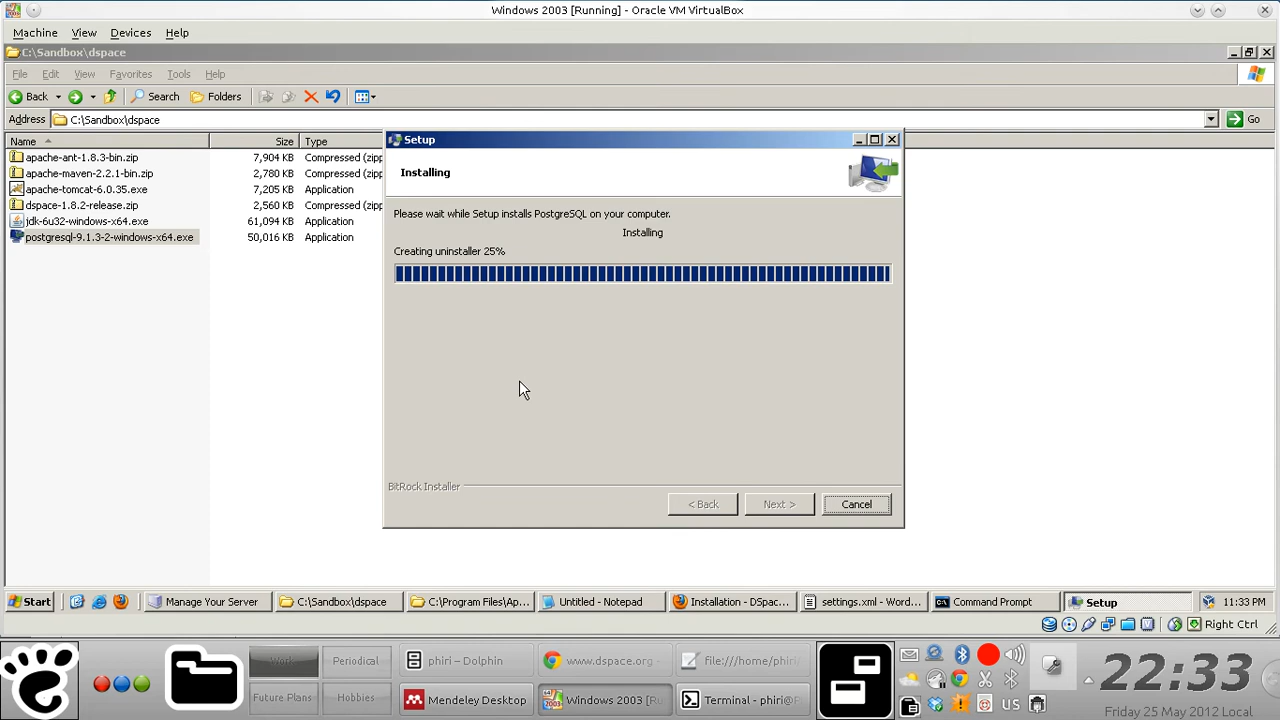 Windows 2003 [Running] - Oracle VM VirtualBox
Machine View Devices Help
C:\Sandbox\dspace
File Edit View Favorites Tools Help
Back Search Folders
Address C:\Sandbox\dspace Go
Name Size Type
apache-ant-1.8.3-bin.zip 7,904 KB Compressed (zipp
apache-maven-2.2.1-bin.zip 2,780 KB Compressed (zipp
apache-tomcat-6.0.35.exe 7,205 KB Application
dspace-1.8.2-release.zip 2,560 KB Compressed (zipp
jdk-6u32-windows-x64.exe 61,094 KB Application
postgresql-9.1.3-2-windows-x64.exe 50,016 KB Application
Setup
Installing
Please wait while Setup installs PostgreSQL on your computer.
Installing
Creating uninstaller 25%
BitRock Installer
< Back Next > Cancel
Start Manage Your Server C:\Sandbox\dspace C:\Program Files\Ap... Untitled - Notepad Installation - DSpac... settings.xml - Word... Command Prompt Setup 11:33 PM
Right Ctrl
Work Periodical phiri – Dolphin www.dspace.org - file:///home/phiri/
Future Plans Hobbies Mendeley Desktop Windows 2003 [Ru Terminal - phiri@
US
22:33
Friday 25 May 2012 Local